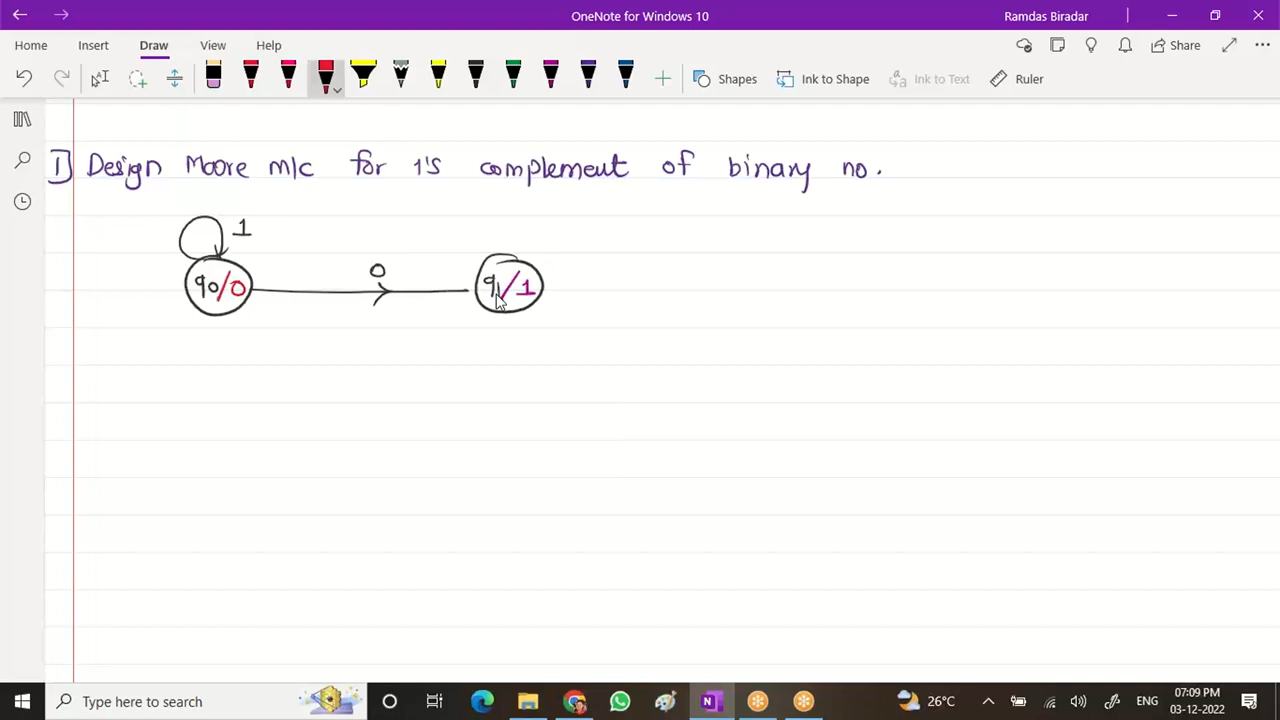 OneNote for Windows 10
Ramdas Biradar
Home Insert Draw View Help
Share
Shapes
Ink to Shape
Ink to Text
Ruler
1] Design Moore m/c for 1's complement of binary no.
1
0
q0/0
q1/1
Type here to search
26°C
ENG
07:09 PM
03-12-2022